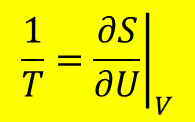 1/T = ∂S/∂U|_V